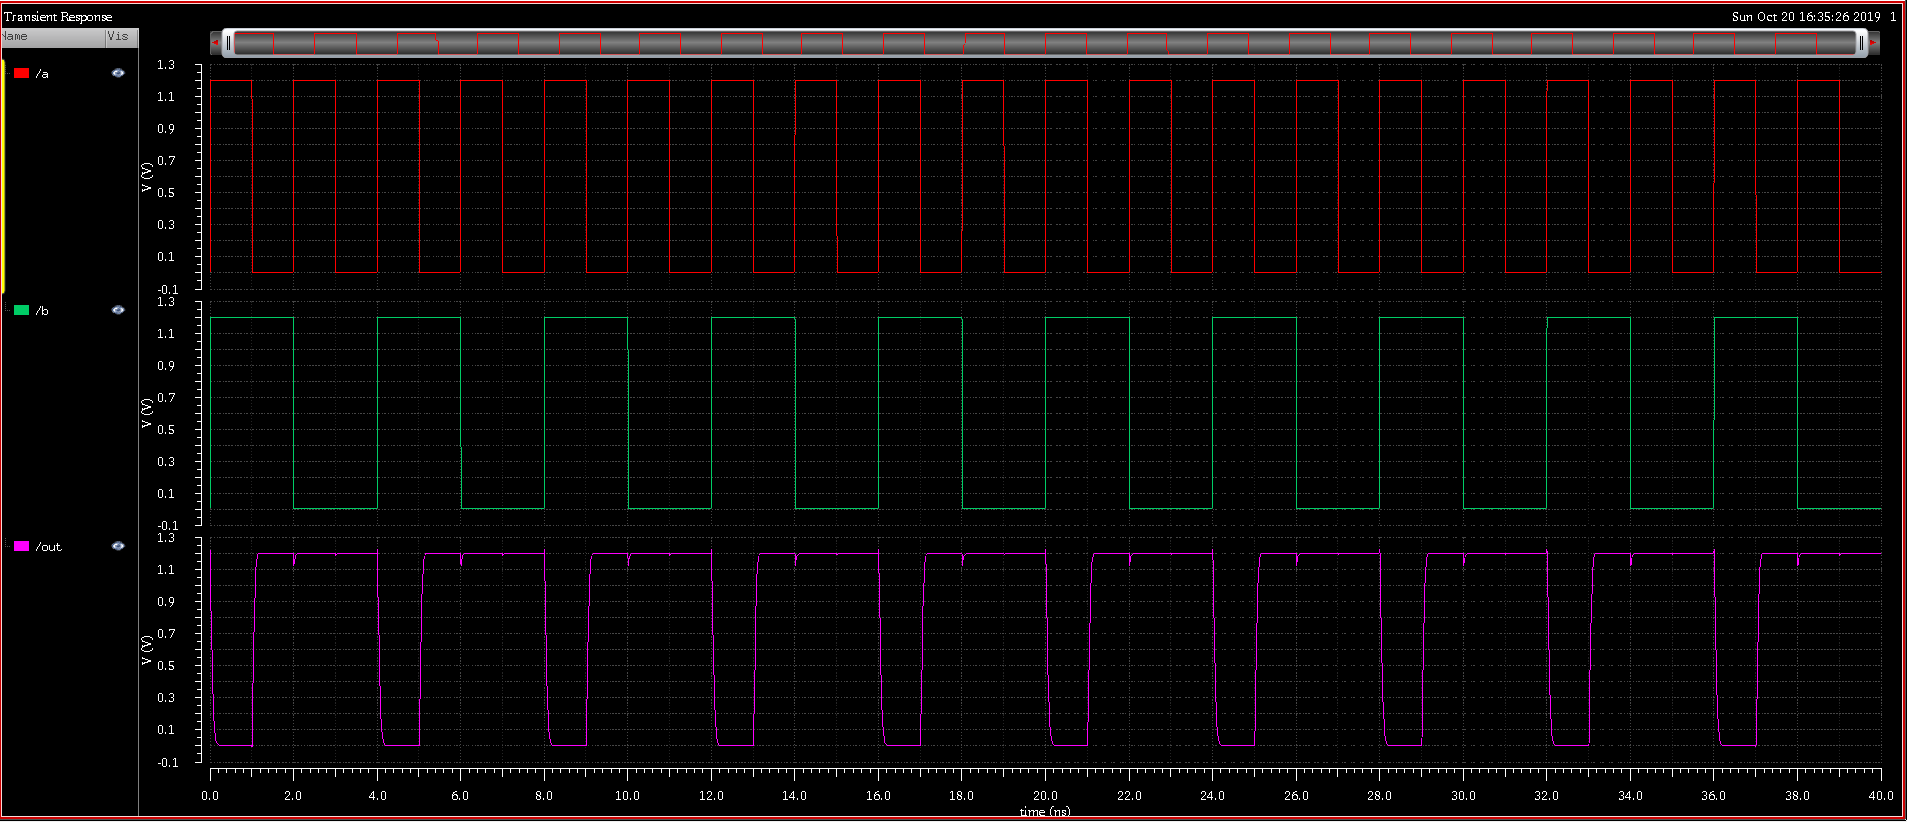 Transient Response
Sun Oct 20 16:35:26 2019 1
Name Vis
/a
1.3
1.1
0.9
0.7
0.5
0.3
0.1
-0.1
V (V)
/b
1.3
1.1
0.9
0.7
0.5
0.3
0.1
-0.1
V (V)
/out
1.3
1.1
0.9
0.7
0.5
0.3
0.1
-0.1
V (V)
0.0 2.0 4.0 6.0 8.0 10.0 12.0 14.0 16.0 18.0 20.0 22.0 24.0 26.0 28.0 30.0 32.0 34.0 36.0 38.0 40.0
time (ns)